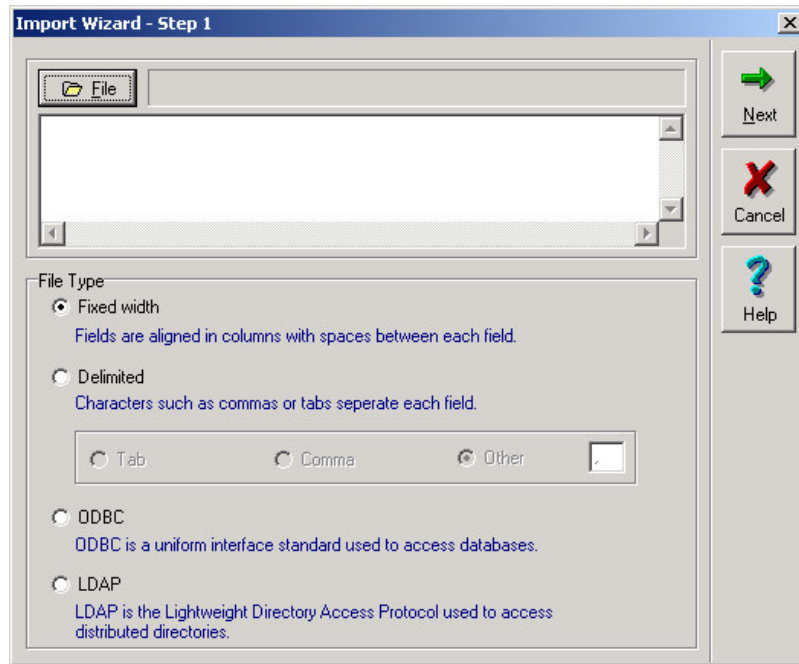 Import Wizard - Step 1
File
Next
Cancel
Help
File Type
Fixed width
Fields are aligned in columns with spaces between each field.
Delimited
Characters such as commas or tabs seperate each field.
Tab Comma Other ,
ODBC
ODBC is a uniform interface standard used to access databases.
LDAP
LDAP is the Lightweight Directory Access Protocol used to access
distributed directories.